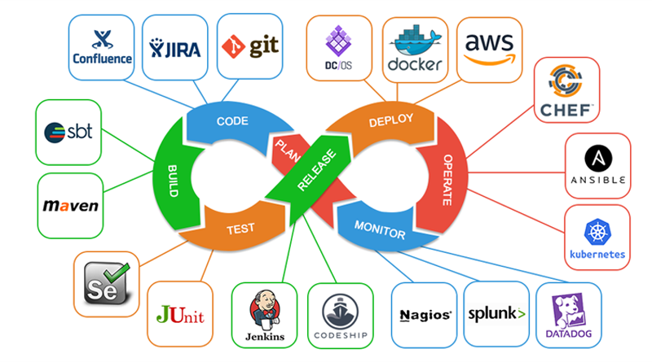 Confluence
JIRA
git
DC/OS
docker
aws
CHEF
sbt
CODE
DEPLOY
PLAN
RELEASE
BUILD
OPERATE
ANSIBLE
maven
TEST
MONITOR
kubernetes
Se
JUnit
Jenkins
CODESHIP
Nagios®
splunk>
DATADOG